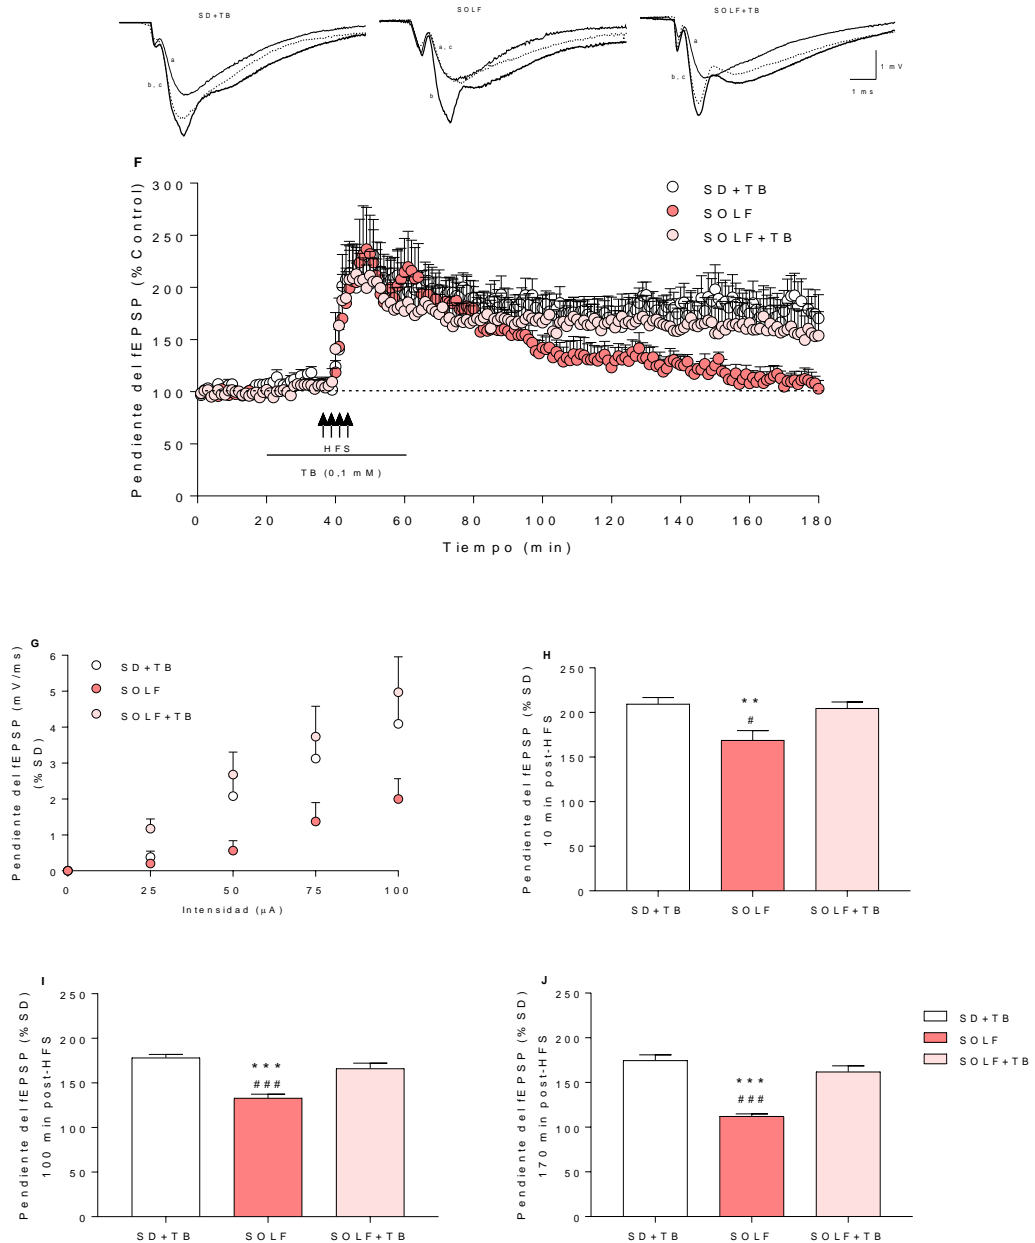 SD+TB
SOLF
SOLF+TB
a
b, c
a, c
b
a
b, c
1 mV
1 ms
F
Pendiente del fEPSP (% Control)
300
250
200
150
100
50
0
SD+TB
SOLF
SOLF+TB
HFS
TB (0,1 mM)
0 20 40 60 80 100 120 140 160 180
Tiempo (min)
G
Pendiente del fEPSP (mV/ms)
(% SD)
6
5
4
3
2
1
0
SD+TB
SOLF
SOLF+TB
0 25 50 75 100
Intensidad (µA)
H
Pendiente del fEPSP (% SD)
10 min post-HFS
250
200
150
100
50
0
**
#
SD+TB SOLF SOLF+TB
I
Pendiente del fEPSP (% SD)
100 min post-HFS
250
200
150
100
50
0
***
###
SD+TB SOLF SOLF+TB
J
Pendiente del fEPSP (% SD)
170 min post-HFS
250
200
150
100
50
0
***
###
SD+TB SOLF SOLF+TB
SD+TB
SOLF
SOLF+TB